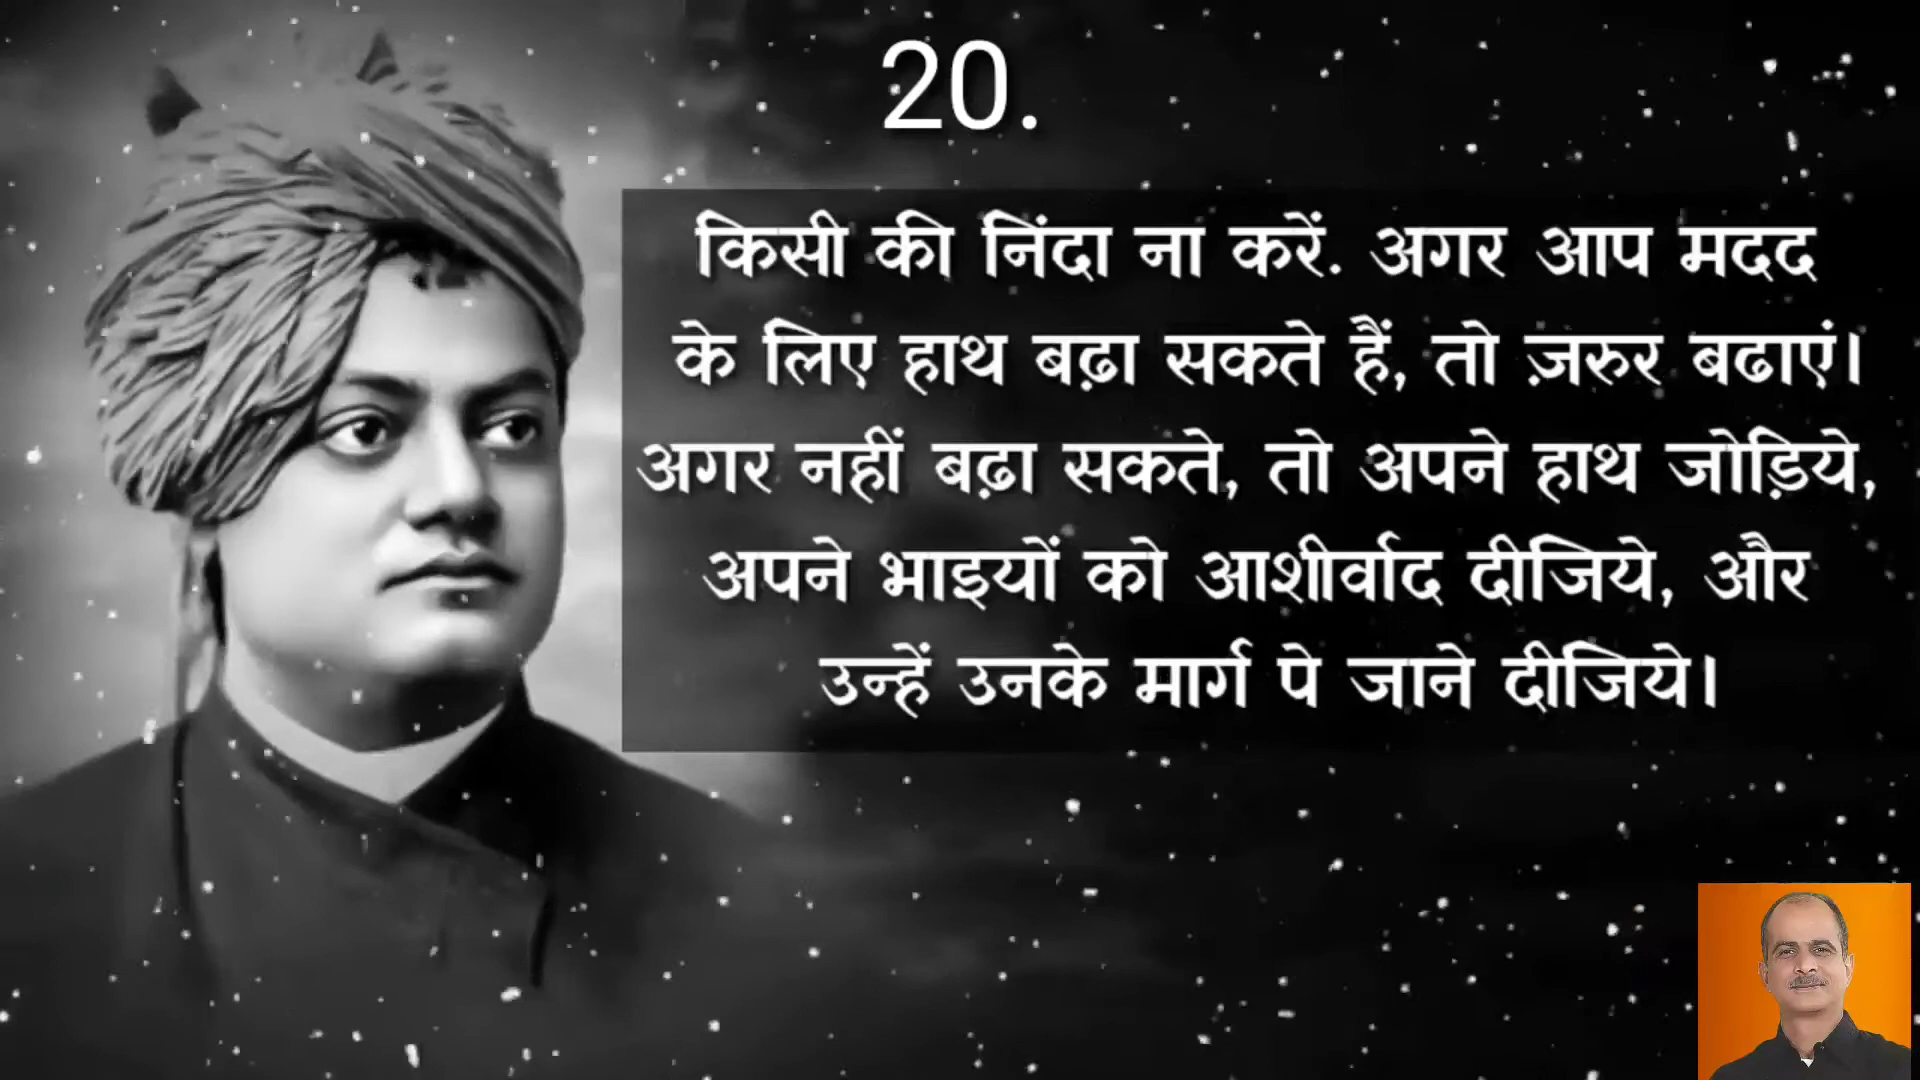 20.
किसी की निंदा ना करें. अगर आप मदद
के लिए हाथ बढ़ा सकते हैं, तो ज़रुर बढाएं।
अगर नहीं बढ़ा सकते, तो अपने हाथ जोड़िये,
अपने भाइयों को आशीर्वाद दीजिये, और
उन्हें उनके मार्ग पे जाने दीजिये।